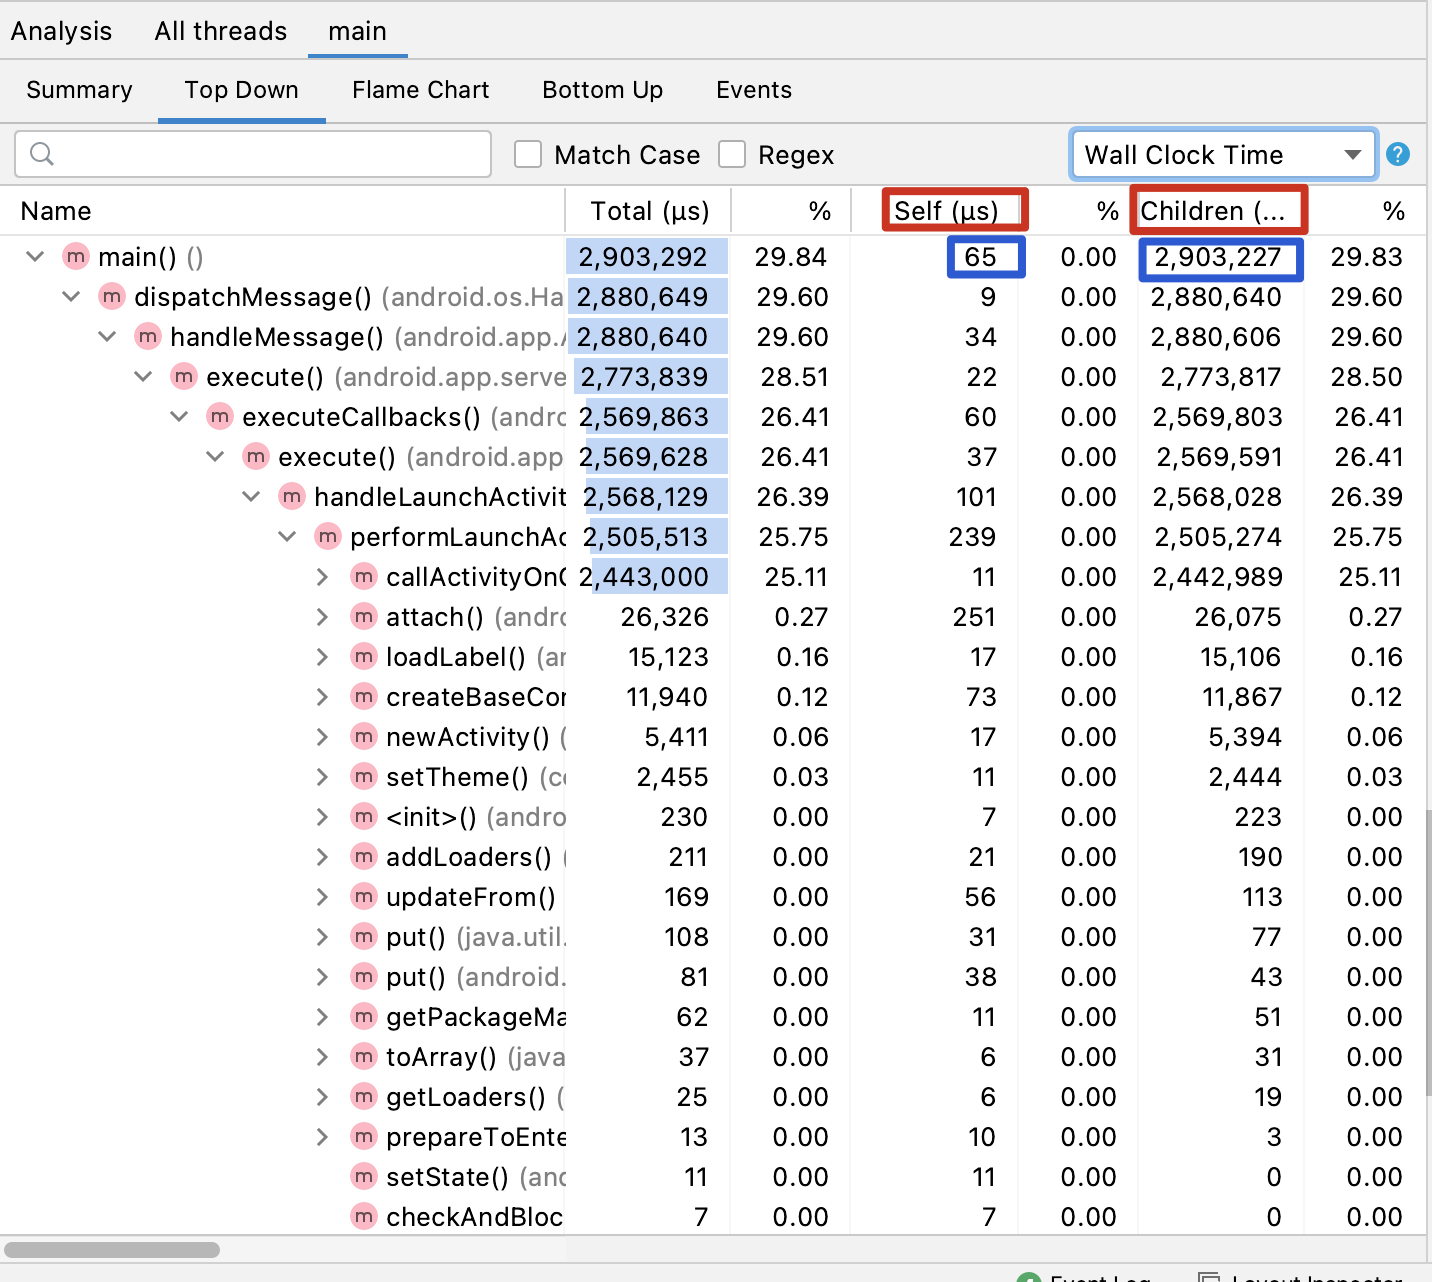 Analysis All threads main
Summary Top Down Flame Chart Bottom Up Events
Match Case Regex Wall Clock Time ?
Name Total (μs) % Self (μs) % Children (... %
m main() () 2,903,292 29.84 65 0.00 2,903,227 29.83
m dispatchMessage() (android.os.Ha 2,880,649 29.60 9 0.00 2,880,640 29.60
m handleMessage() (android.app.A 2,880,640 29.60 34 0.00 2,880,606 29.60
m execute() (android.app.serve 2,773,839 28.51 22 0.00 2,773,817 28.50
m executeCallbacks() (andro 2,569,863 26.41 60 0.00 2,569,803 26.41
m execute() (android.app 2,569,628 26.41 37 0.00 2,569,591 26.41
m handleLaunchActivit 2,568,129 26.39 101 0.00 2,568,028 26.39
m performLaunchAc 2,505,513 25.75 239 0.00 2,505,274 25.75
m callActivityOnC 2,443,000 25.11 11 0.00 2,442,989 25.11
m attach() (andro 26,326 0.27 251 0.00 26,075 0.27
m loadLabel() (an 15,123 0.16 17 0.00 15,106 0.16
m createBaseCon 11,940 0.12 73 0.00 11,867 0.12
m newActivity() ( 5,411 0.06 17 0.00 5,394 0.06
m setTheme() (co 2,455 0.03 11 0.00 2,444 0.03
m <init>() (andro 230 0.00 7 0.00 223 0.00
m addLoaders() ( 211 0.00 21 0.00 190 0.00
m updateFrom() 169 0.00 56 0.00 113 0.00
m put() (java.util. 108 0.00 31 0.00 77 0.00
m put() (android. 81 0.00 38 0.00 43 0.00
m getPackageMa 62 0.00 11 0.00 51 0.00
m toArray() (java 37 0.00 6 0.00 31 0.00
m getLoaders() ( 25 0.00 6 0.00 19 0.00
m prepareToEnte 13 0.00 10 0.00 3 0.00
m setState() (and 11 0.00 11 0.00 0 0.00
m checkAndBloc 7 0.00 7 0.00 0 0.00
Event Log Layout Inspector